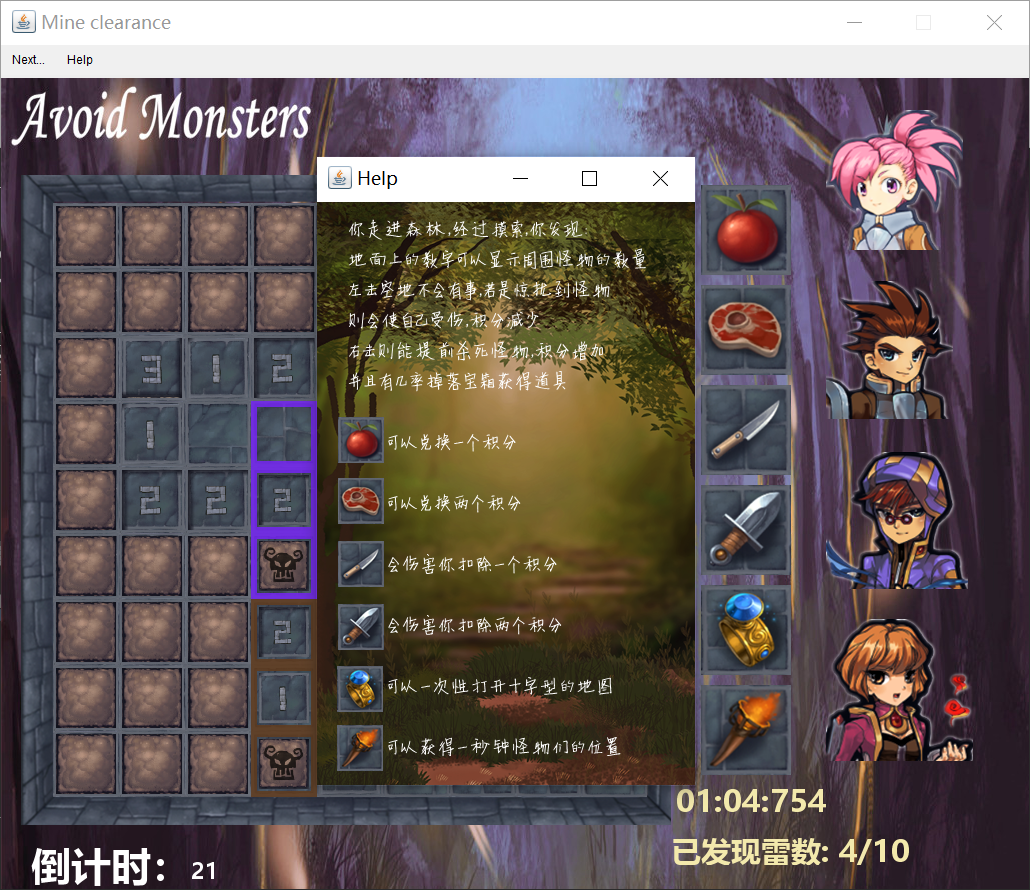 Mine clearance
Next... Help
Avoid Monsters
Help
你走进森林,经过摸索,你发现
地面上的数字可以显示周围怪物的数量
左击空地不会有事,若是惊扰到怪物
则会使自己受伤,积分减少
右击则能提前杀死怪物,积分增加
并且有几率掉落宝箱获得道具
可以兑换一个积分
可以兑换两个积分
会伤害你扣除一个积分
会伤害你扣除两个积分
可以一次性打开十字型的地图
可以获得一秒钟怪物们的位置
3 1 2
1
2 2 2
2
1
01:04:754
已发现雷数: 4/10
倒计时: 21